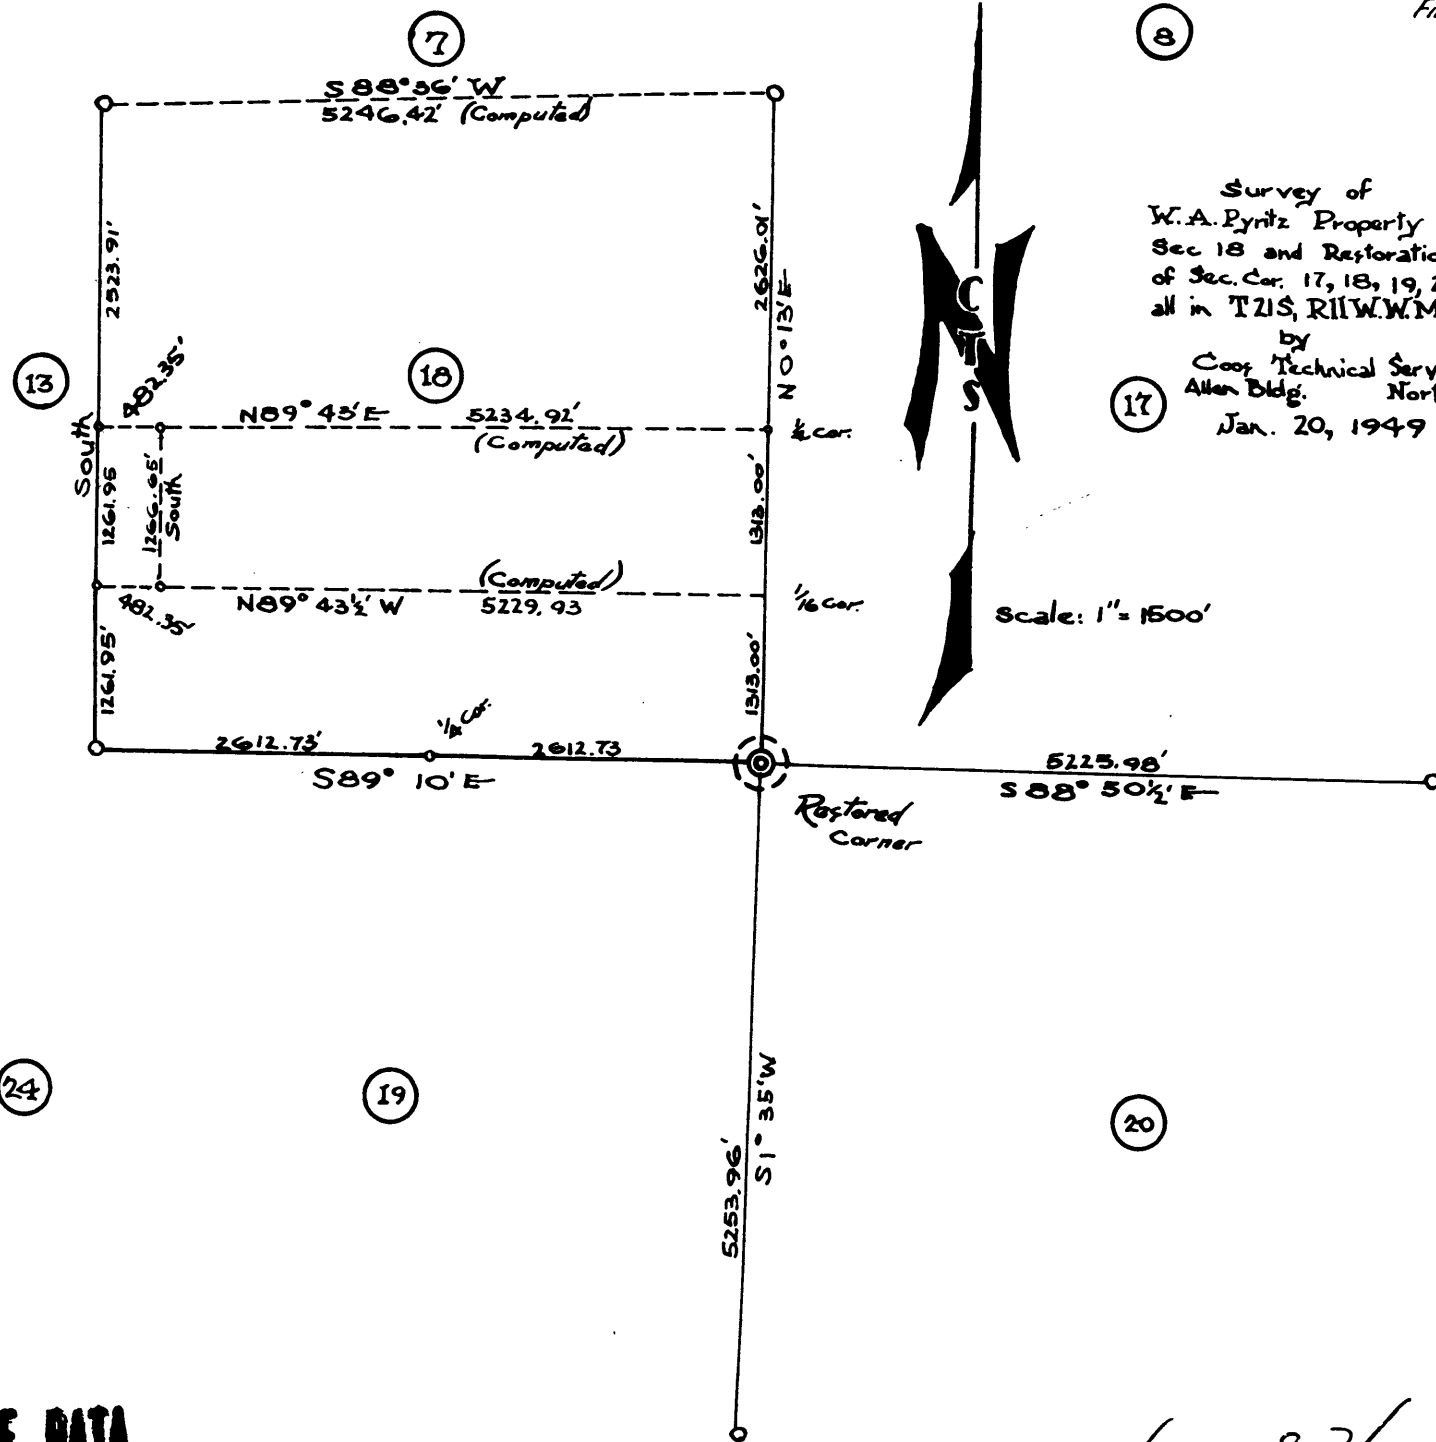 7
8
S 88° 36' W
5246.42' (Computed)
2523.91'
2626.01'
N 0° 13' E
Survey of
W. A. Pyritz Property
Sec 18 and
of Sec. Cor. 17, 18, 19,
all in T21S, R11W. W.M
by
Coos Technical
Allen Bldg.
Jan. 20, 1949
C
T
S
13
18
17
482.35'
N 89° 43' E 5234.92'
(Computed)
¼ cor.
South
1261.95
1266.65'
South
1313.00'
(Computed)
N 89° 43½' W 5229.93
482.35'
1/16 cor.
Scale: 1" = 1500'
1261.95'
1313.00'
¼ Cor.
2612.73' 2612.73
S 89° 10' E
5225.98'
S 88° 50½' E
Restored
Corner
24
19
20
S 1° 35' W
5253.96'
DATA